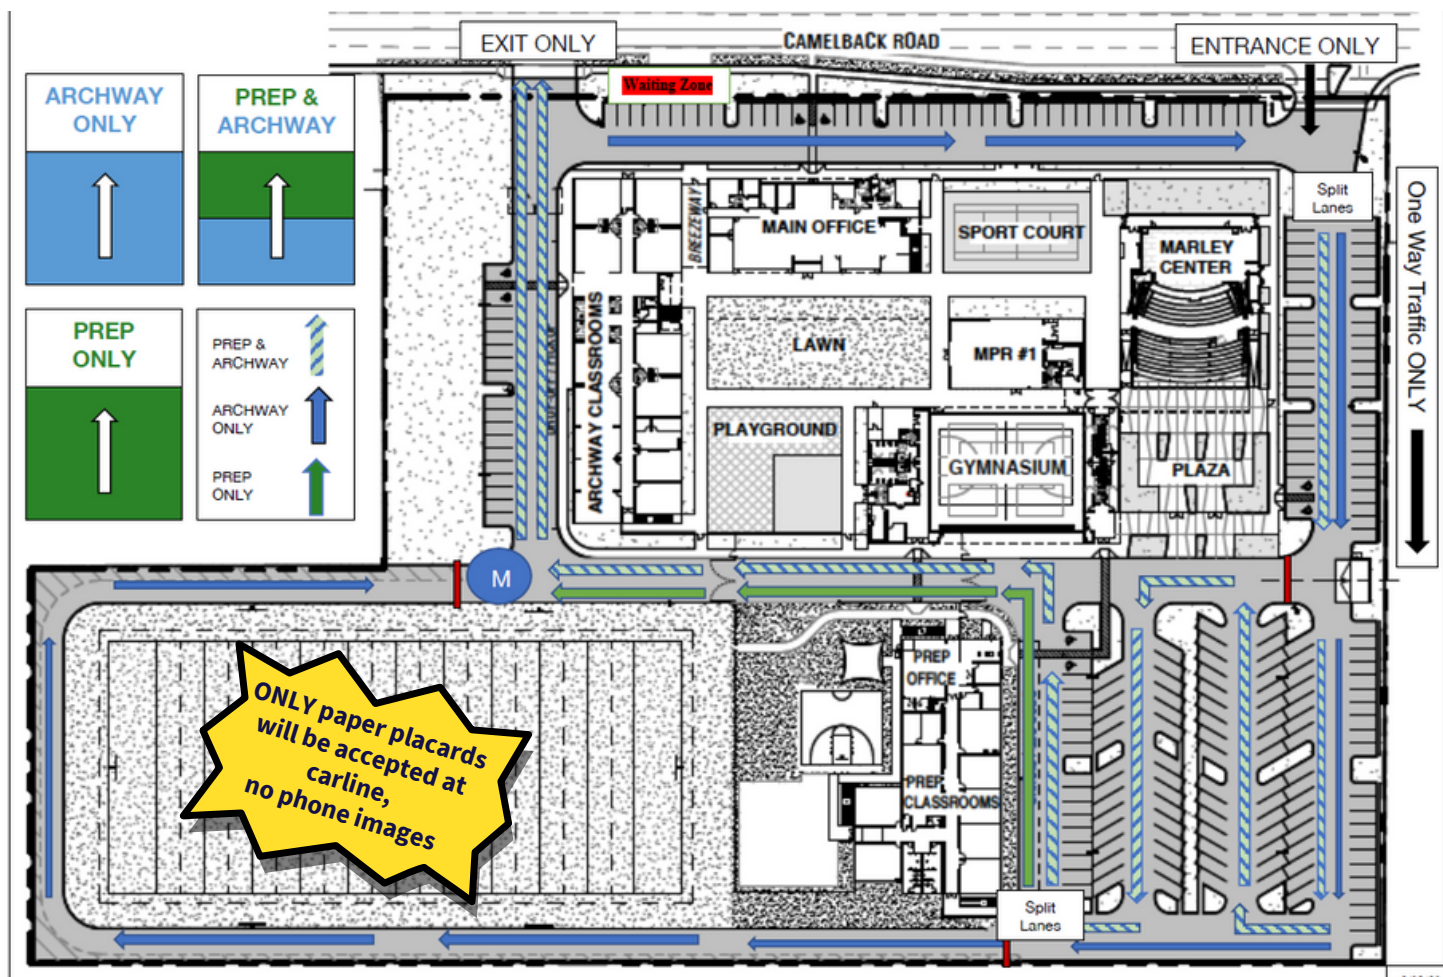 EXIT ONLY
CAMELBACK ROAD
ENTRANCE ONLY
Waiting Zone
ARCHWAY
ONLY
PREP &
ARCHWAY
PREP
ONLY
PREP &
ARCHWAY
ARCHWAY
ONLY
PREP
ONLY
Split
Lanes
One Way Traffic ONLY
BREEZEWAY
MAIN OFFICE
SPORT COURT
MARLEY
CENTER
ARCHWAY CLASSROOMS
LAWN
MPR #1
PLAYGROUND
GYMNASIUM
PLAZA
M
PREP
OFFICE
PREP
CLASSROOMS
ONLY paper placards
will be accepted at
carline,
no phone images
Split
Lanes